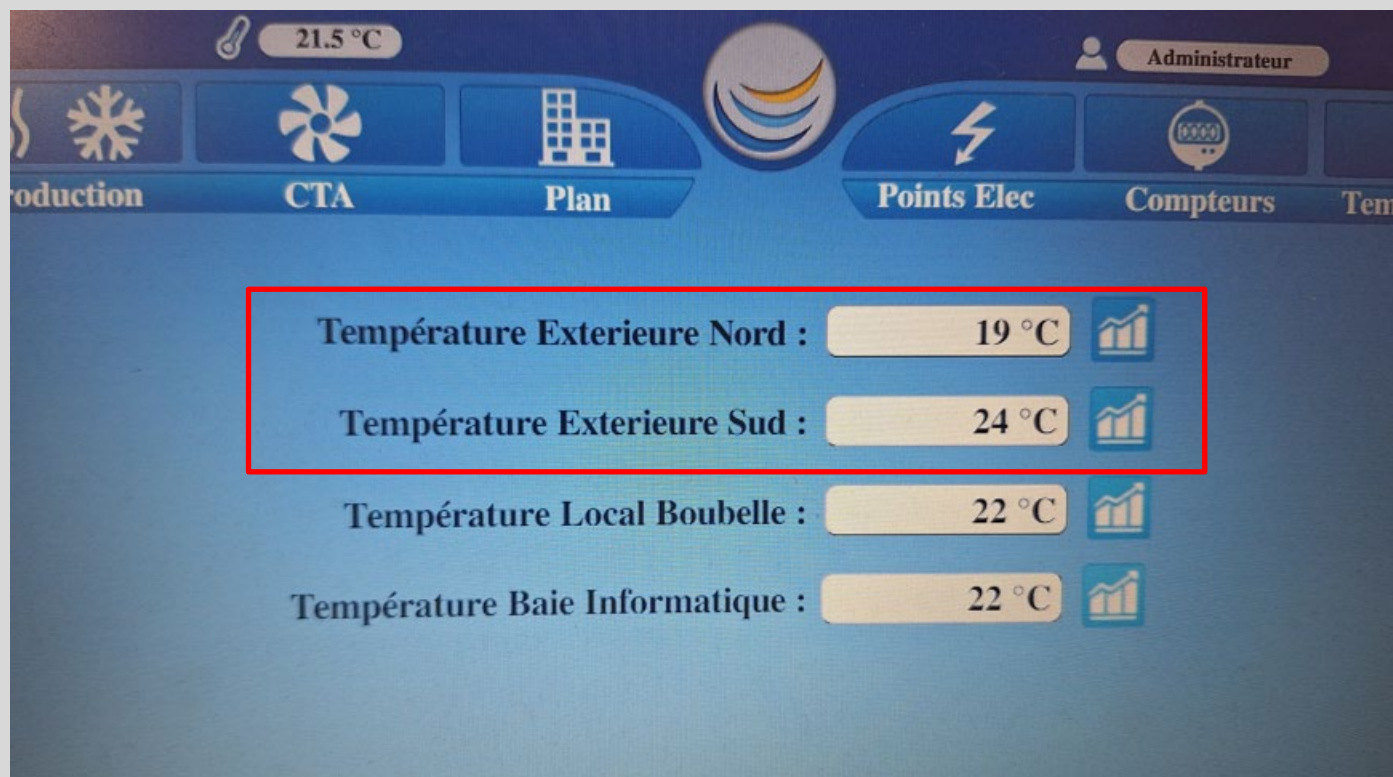 21.5 °C
Administrateur
oduction
CTA
Plan
Points Elec
Compteurs
Tem
Température Exterieure Nord : 19 °C
Température Exterieure Sud : 24 °C
Température Local Boubelle : 22 °C
Température Baie Informatique : 22 °C